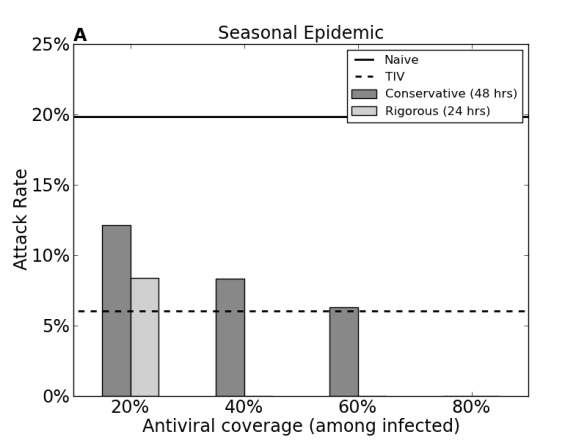 A
Seasonal Epidemic
25%
20%
15%
10%
5%
0%
Attack Rate
Naive
TIV
Conservative (48 hrs)
Rigorous (24 hrs)
20%
40%
60%
80%
Antiviral coverage (among infected)